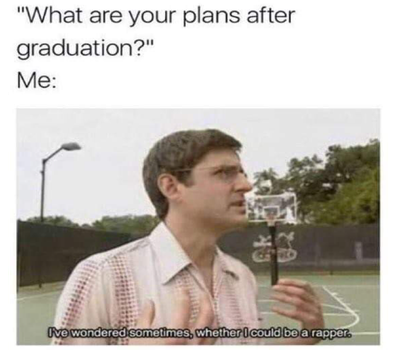 "What are your plans after
graduation?"
Me:
I've wondered sometimes, whether I could be a rapper.